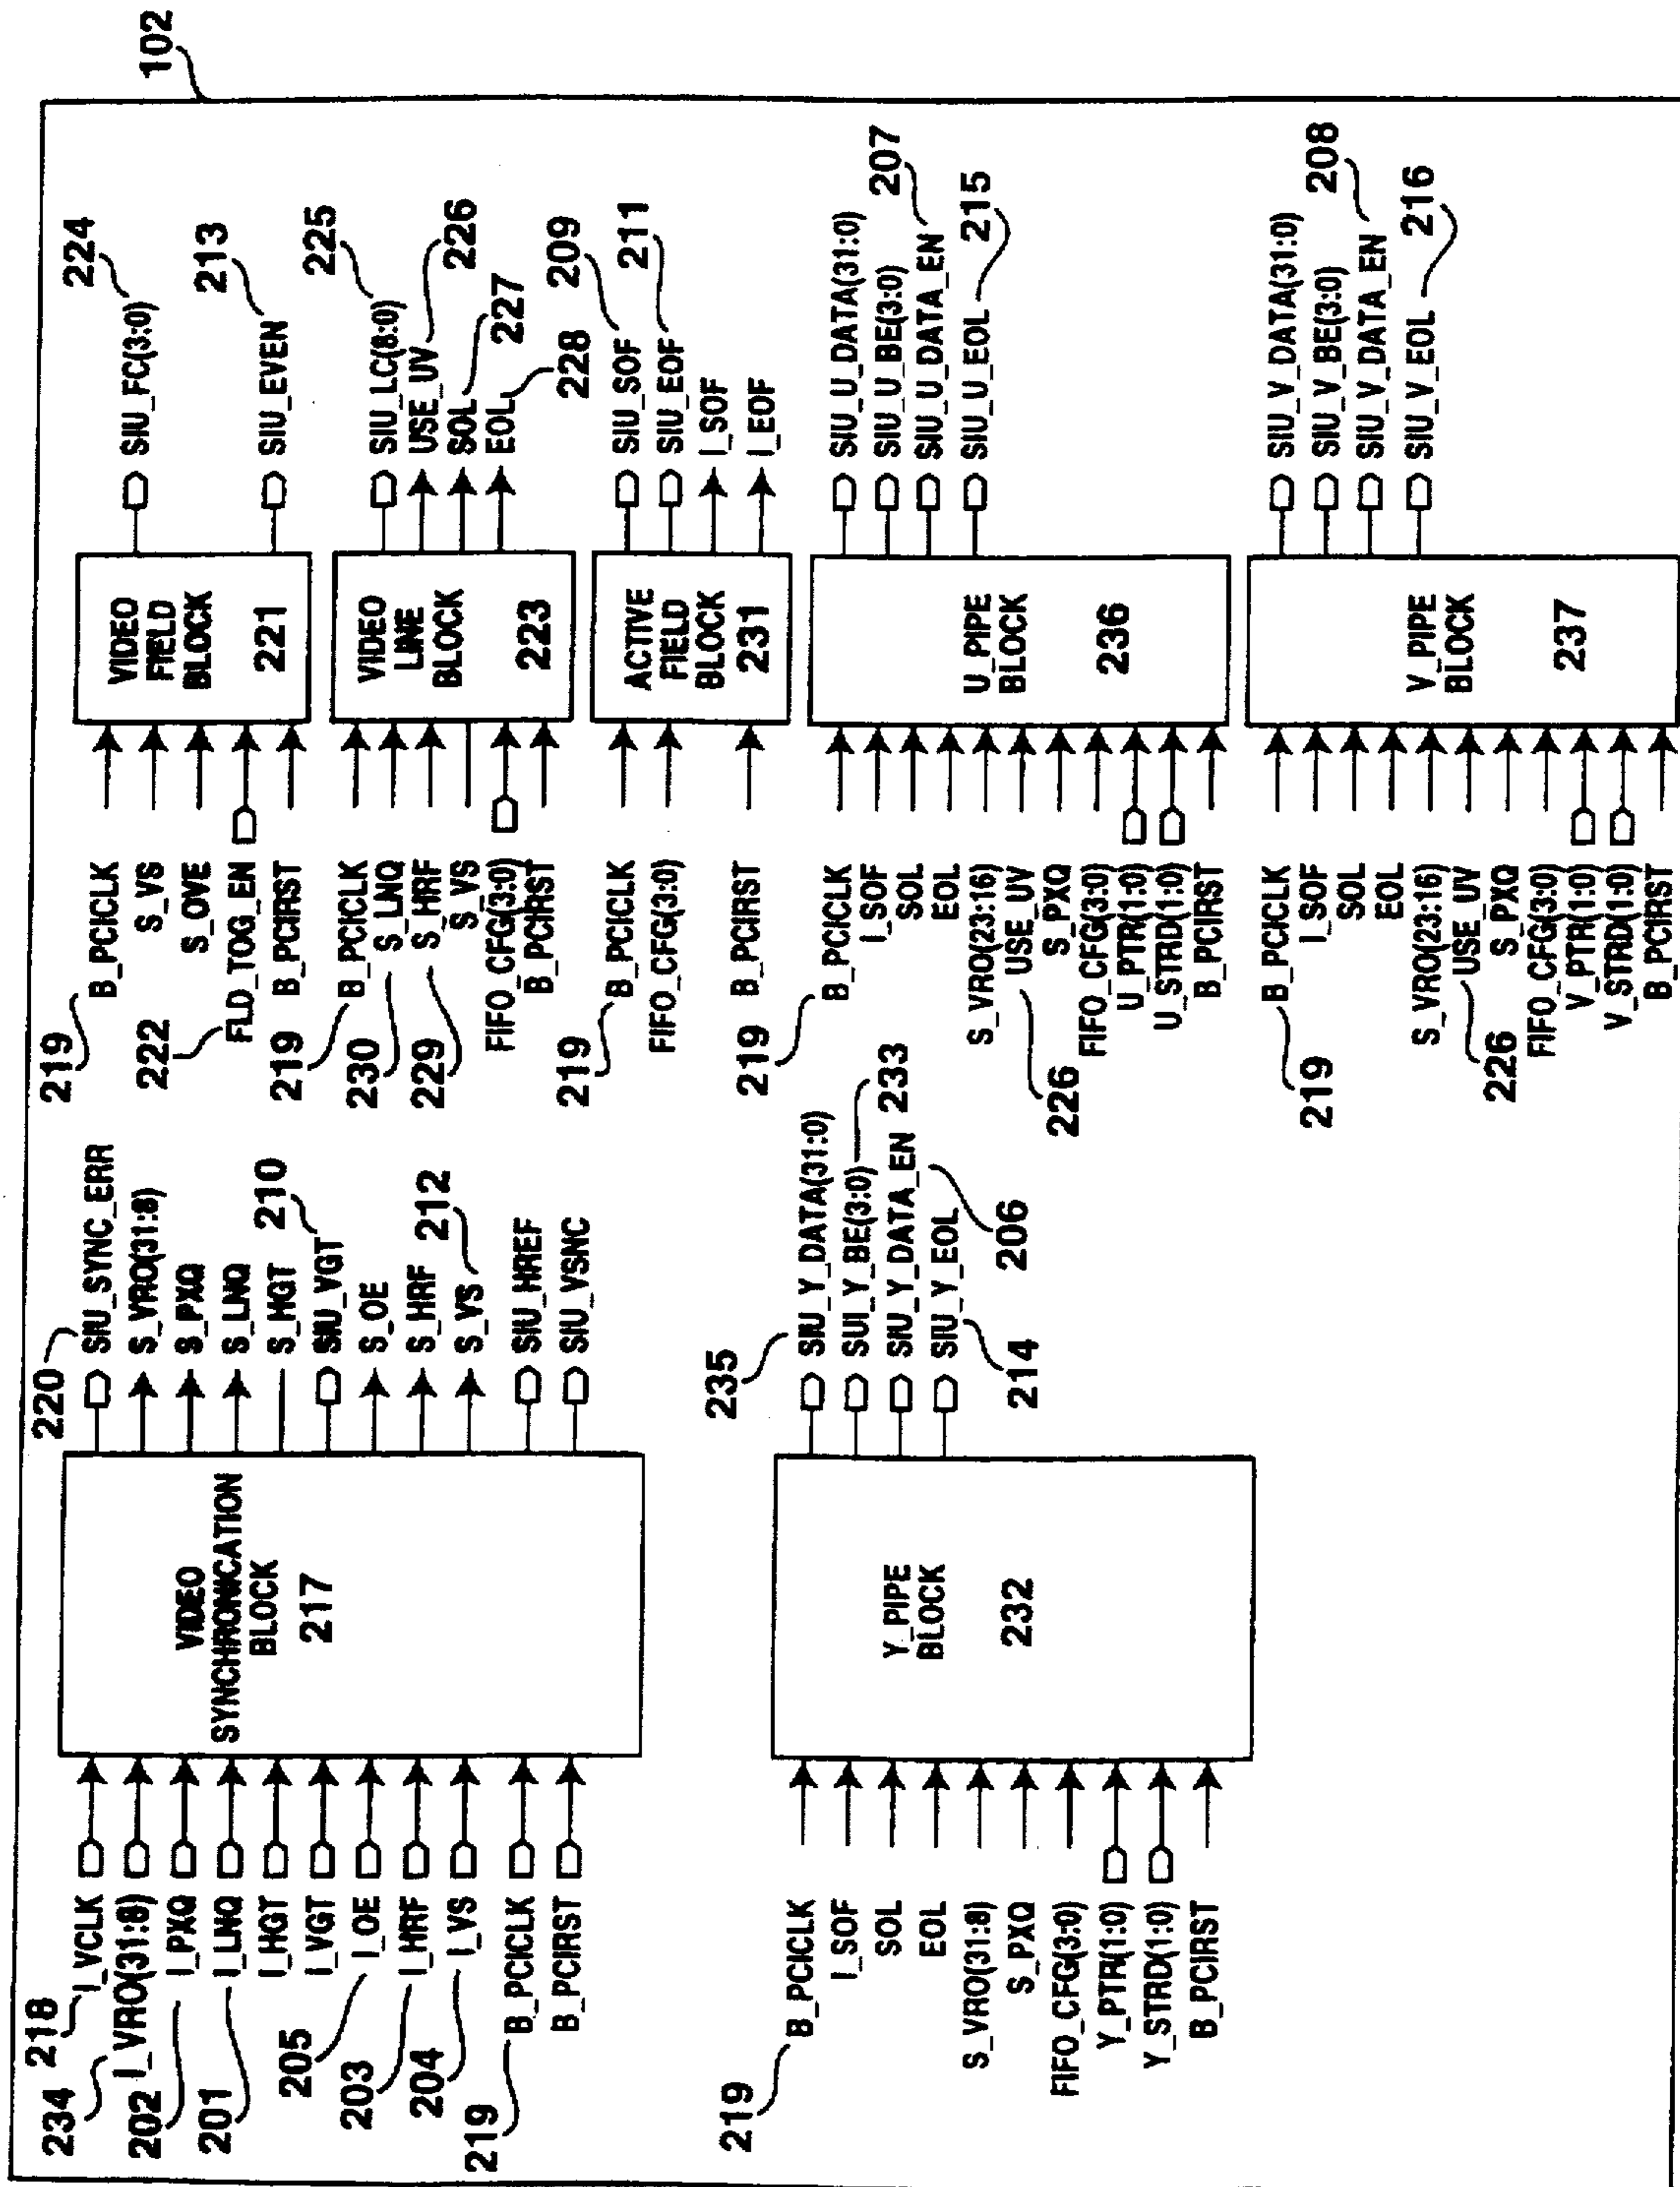 102
218
I_VCLK
234
I_VRO(31:8)
202
I_PXQ
201
I_LNQ
I_HGT
I_VGT
205
I_OE
203
I_HRF
204
I_VS
219
B_PCICLK
B_PCIRST
VIDEO
SYNCHRONICATION
BLOCK
217
220
SIU_SYNC_ERR
S_VRO(31:8)
S_PXQ
S_LNQ
S_HGT
210
SIU_VGT
S_OE
S_HRF
212
S_VS
SIU_HREF
SIU_VSNC
219
B_PCICLK
I_SOF
SOL
EOL
S_VRO(31:8)
S_PXQ
FIFO_CFG(3:0)
Y_PTR(1:0)
Y_STRD(1:0)
B_PCIRST
Y_PIPE
BLOCK
232
235
SIU_Y_DATA(31:0)
SUI_Y_BE(3:0)
233
SIU_Y_DATA_EN
206
SIU_Y_EOL
214
219
B_PCICLK
S_VS
S_OVE
222
FLD_TOG_EN
B_PCIRST
VIDEO
FIELD
BLOCK
221
SIU_FC(3:0)
224
SIU_EVEN
213
219
B_PCICLK
230
S_LNQ
229
S_HRF
S_VS
FIFO_CFG(3:0)
B_PCIRST
VIDEO
LINE
BLOCK
223
SIU_LC(8:0)
225
USE_UV
226
SOL
227
EOL
228
219
B_PCICLK
FIFO_CFG(3:0)
B_PCIRST
ACTIVE
FIELD
BLOCK
231
SIU_SOF
209
SIU_EOF
211
I_SOF
I_EOF
219
B_PCICLK
I_SOF
SOL
EOL
S_VRO(23:16)
USE_UV
226
S_PXQ
FIFO_CFG(3:0)
U_PTR(1:0)
U_STRD(1:0)
B_PCIRST
U_PIPE
BLOCK
236
SIU_U_DATA(31:0)
SIU_U_BE(3:0)
SIU_U_DATA_EN
207
SIU_U_EOL
215
219
B_PCICLK
I_SOF
SOL
EOL
S_VRO(23:16)
USE_UV
226
S_PXQ
FIFO_CFG(3:0)
V_PTR(1:0)
V_STRD(1:0)
B_PCIRST
V_PIPE
BLOCK
237
SIU_V_DATA(31:0)
SIU_V_BE(3:0)
SIU_V_DATA_EN
208
SIU_V_EOL
216